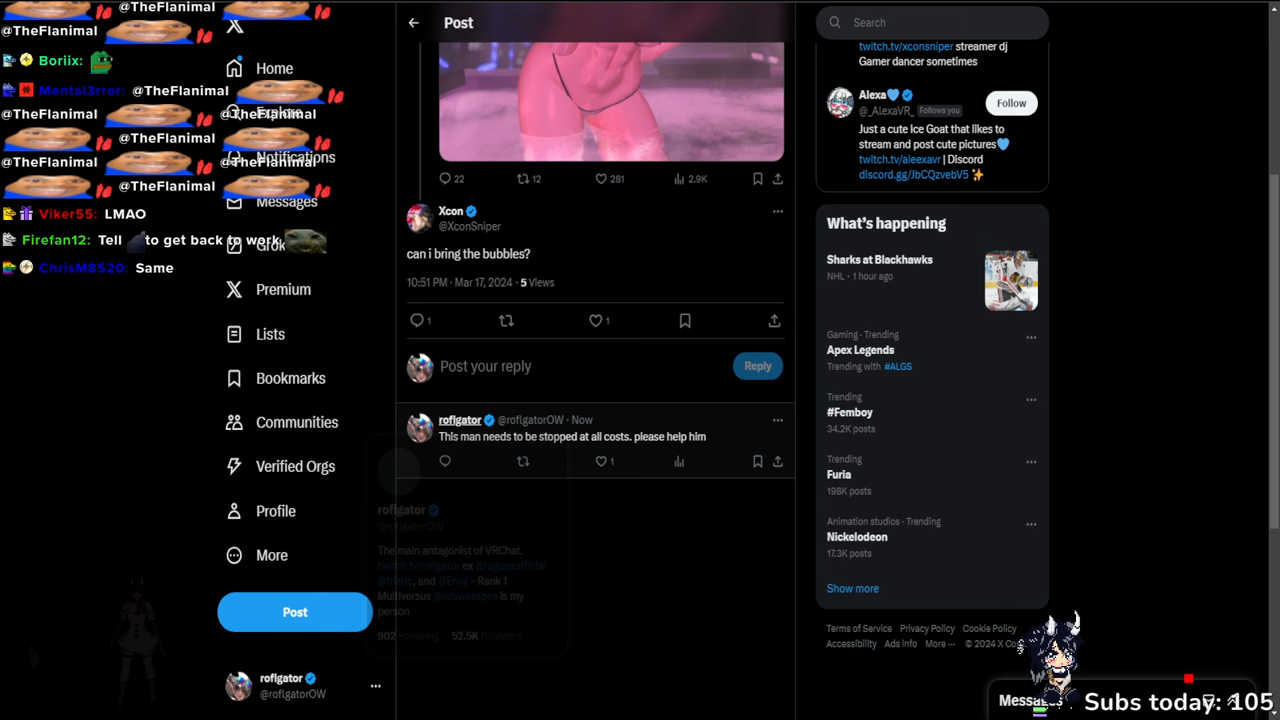 @TheFlanimal
@TheFlanimal
@TheFlanimal
Boriix:
Mental3rror: @TheFlanimal
@TheFlanimal @TheFlanimal
@TheFlanimal
@TheFlanimal @TheFlanimal
@TheFlanimal
Viker55: LMAO
Firefan12: Tell to get back to work
ChrisM8520: Same
Home
Explore
Notifications
Messages
Grok
Premium
Lists
Bookmarks
Communities
Verified Orgs
Profile
More
Post
roflgator
@roflgatorOW
Post
22 12 281 2.9K
Xcon
@XconSniper
can i bring the bubbles?
10:51 PM · Mar 17, 2024 · 5 Views
1 1
Post your reply
Reply
roflgator @roflgatorOW · Now
This man needs to be stopped at all costs. please help him
1
roflgator
@roflgatorOW
The main antagonist of VRChat.
twitch.tv/roflgator ex @roguexofficial
@fnatic, and @Envy - Rank 1
Multiversus @adsweetpea is my
person
902 Following 52.5K Followers
Search
twitch.tv/xconsniper streamer dj
Gamer dancer sometimes
Alexa
@_AlexaVR_ Follows you
Follow
Just a cute Ice Goat that likes to
stream and post cute pictures
twitch.tv/aleexavr | Discord
discord.gg/JbCQzvebV5
What's happening
Sharks at Blackhawks
NHL · 1 hour ago
Gaming · Trending
Apex Legends
Trending with #ALGS
Trending
#Femboy
34.2K posts
Trending
Furia
198K posts
Animation studios · Trending
Nickelodeon
17.3K posts
Show more
Terms of Service Privacy Policy Cookie Policy
Accessibility Ads info More ··· © 2024 X Co
Messages
Subs today: 105